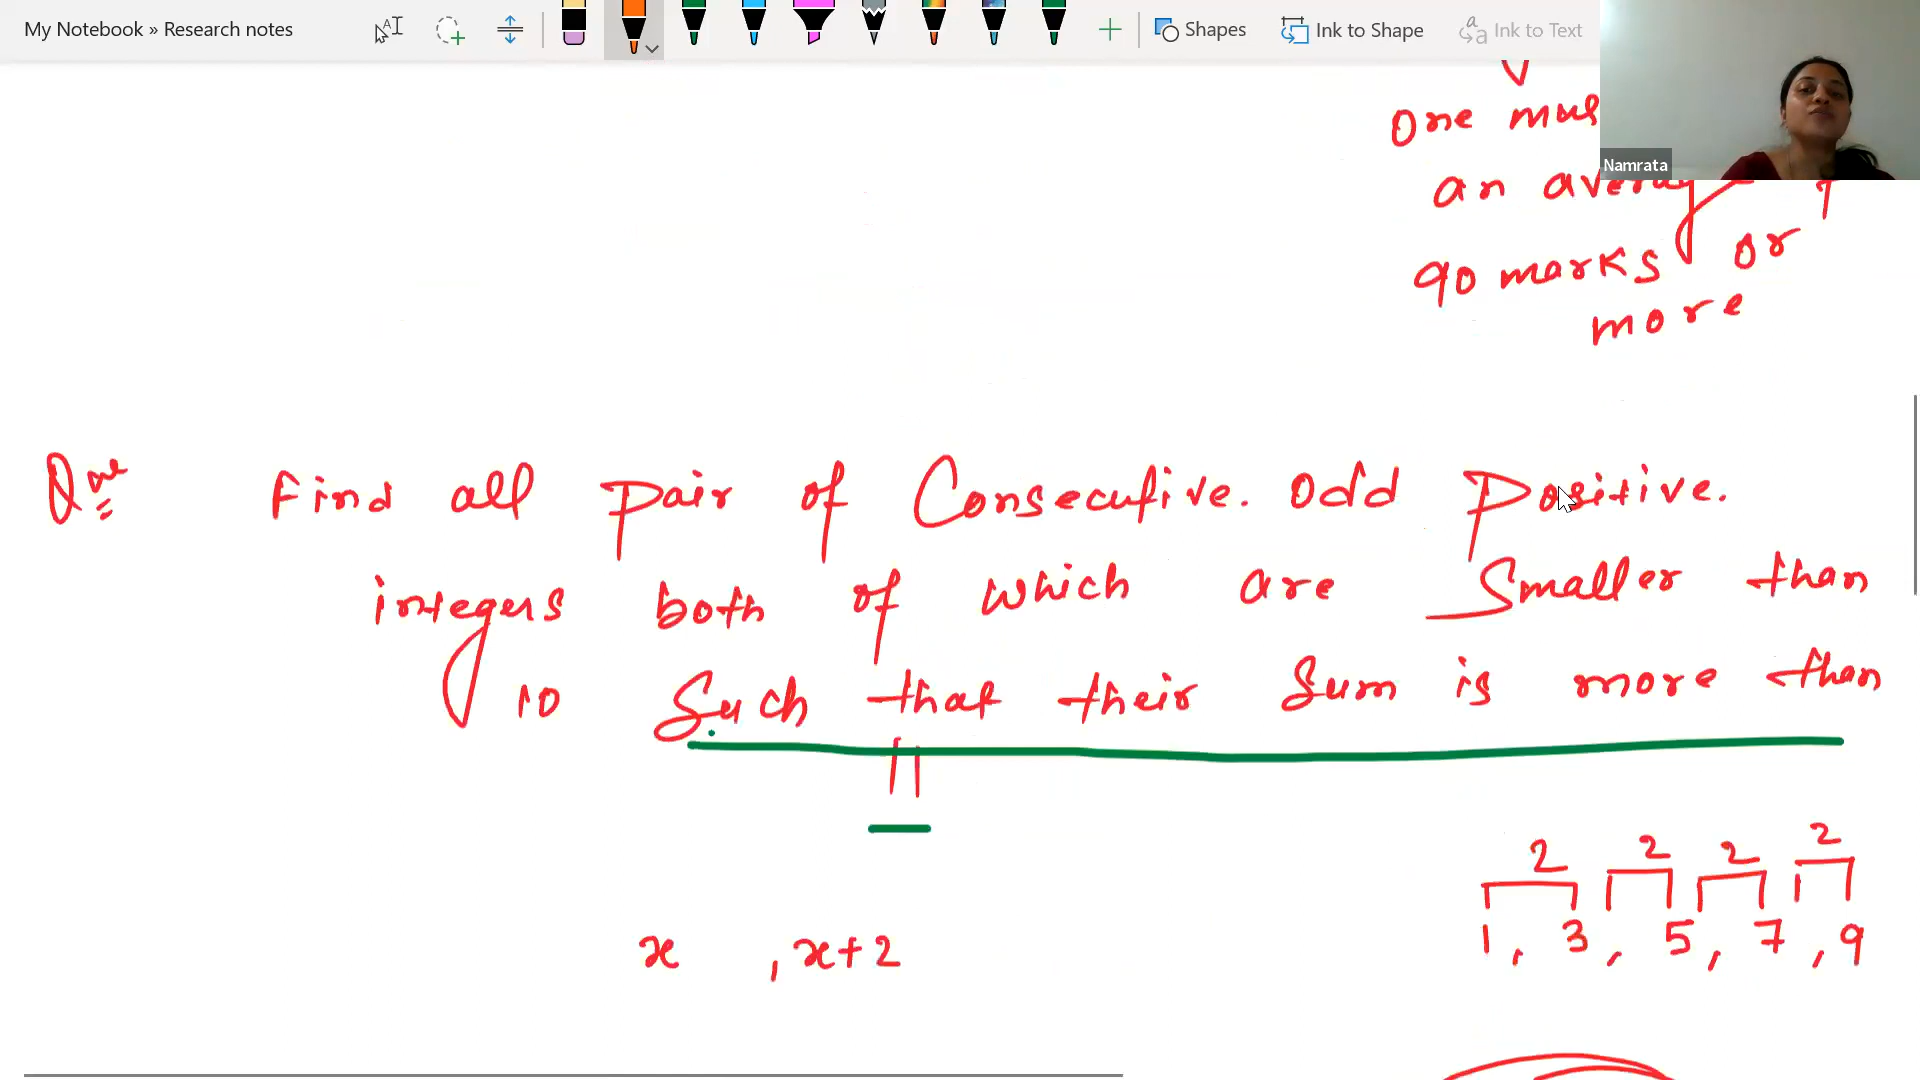 My Notebook » Research notes
Shapes
Ink to Shape
Ink to Text
Namrata
One mus
an averag
90 marks or
more
Que Find all pair of Consecutive. Odd Positive.
integers both of which are Smaller than
10 Such that their Sum is more than
11
2 2 2 2
1, 3, 5, 7, 9
x , x+2